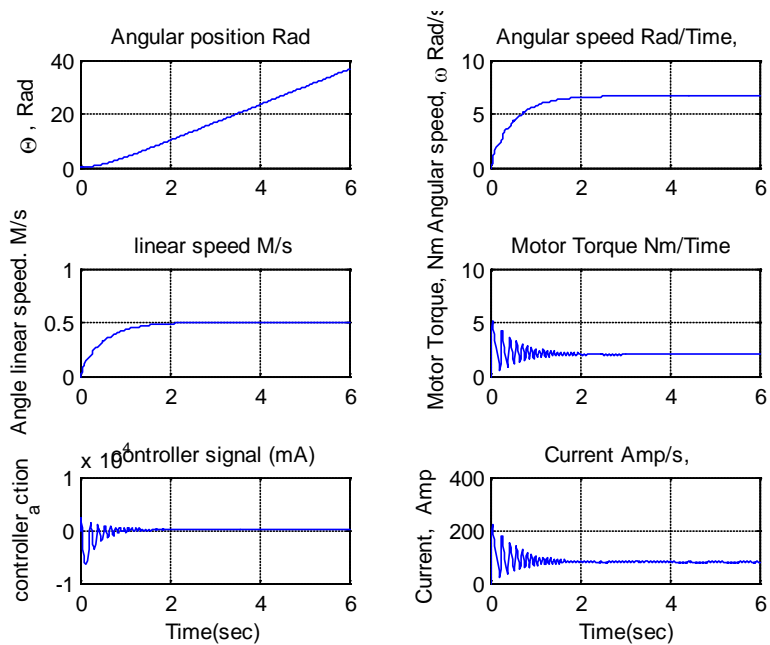 Angular position Rad
Θ , Rad
40
20
0
0 2 4 6
Angular speed Rad/Time,
Angular speed, ω Rad/s
10
5
0
0 2 4 6
linear speed M/s
Angle linear speed. M/s
1
0.5
0
0 2 4 6
Motor Torque Nm/Time
Motor Torque, Nm
10
5
0
0 2 4 6
controller signal (mA)
x 10^4
controller_action
1
0
-1
0 2 4 6
Time(sec)
Current Amp/s,
Current, Amp
400
200
0
0 2 4 6
Time(sec)